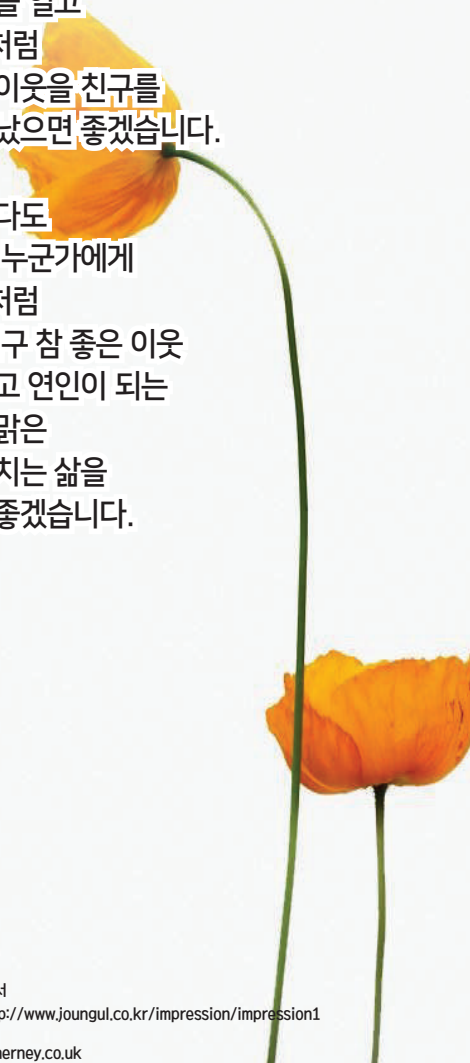 를 열고
처럼
이웃을 친구를
났으면 좋겠습니다.
다도
누군가에게
처럼
구 참 좋은 이웃
고 연인이 되는
맑은
치는 삶을
좋겠습니다.
서
p://www.joungul.co.kr/impression/impression1
nerney.co.uk